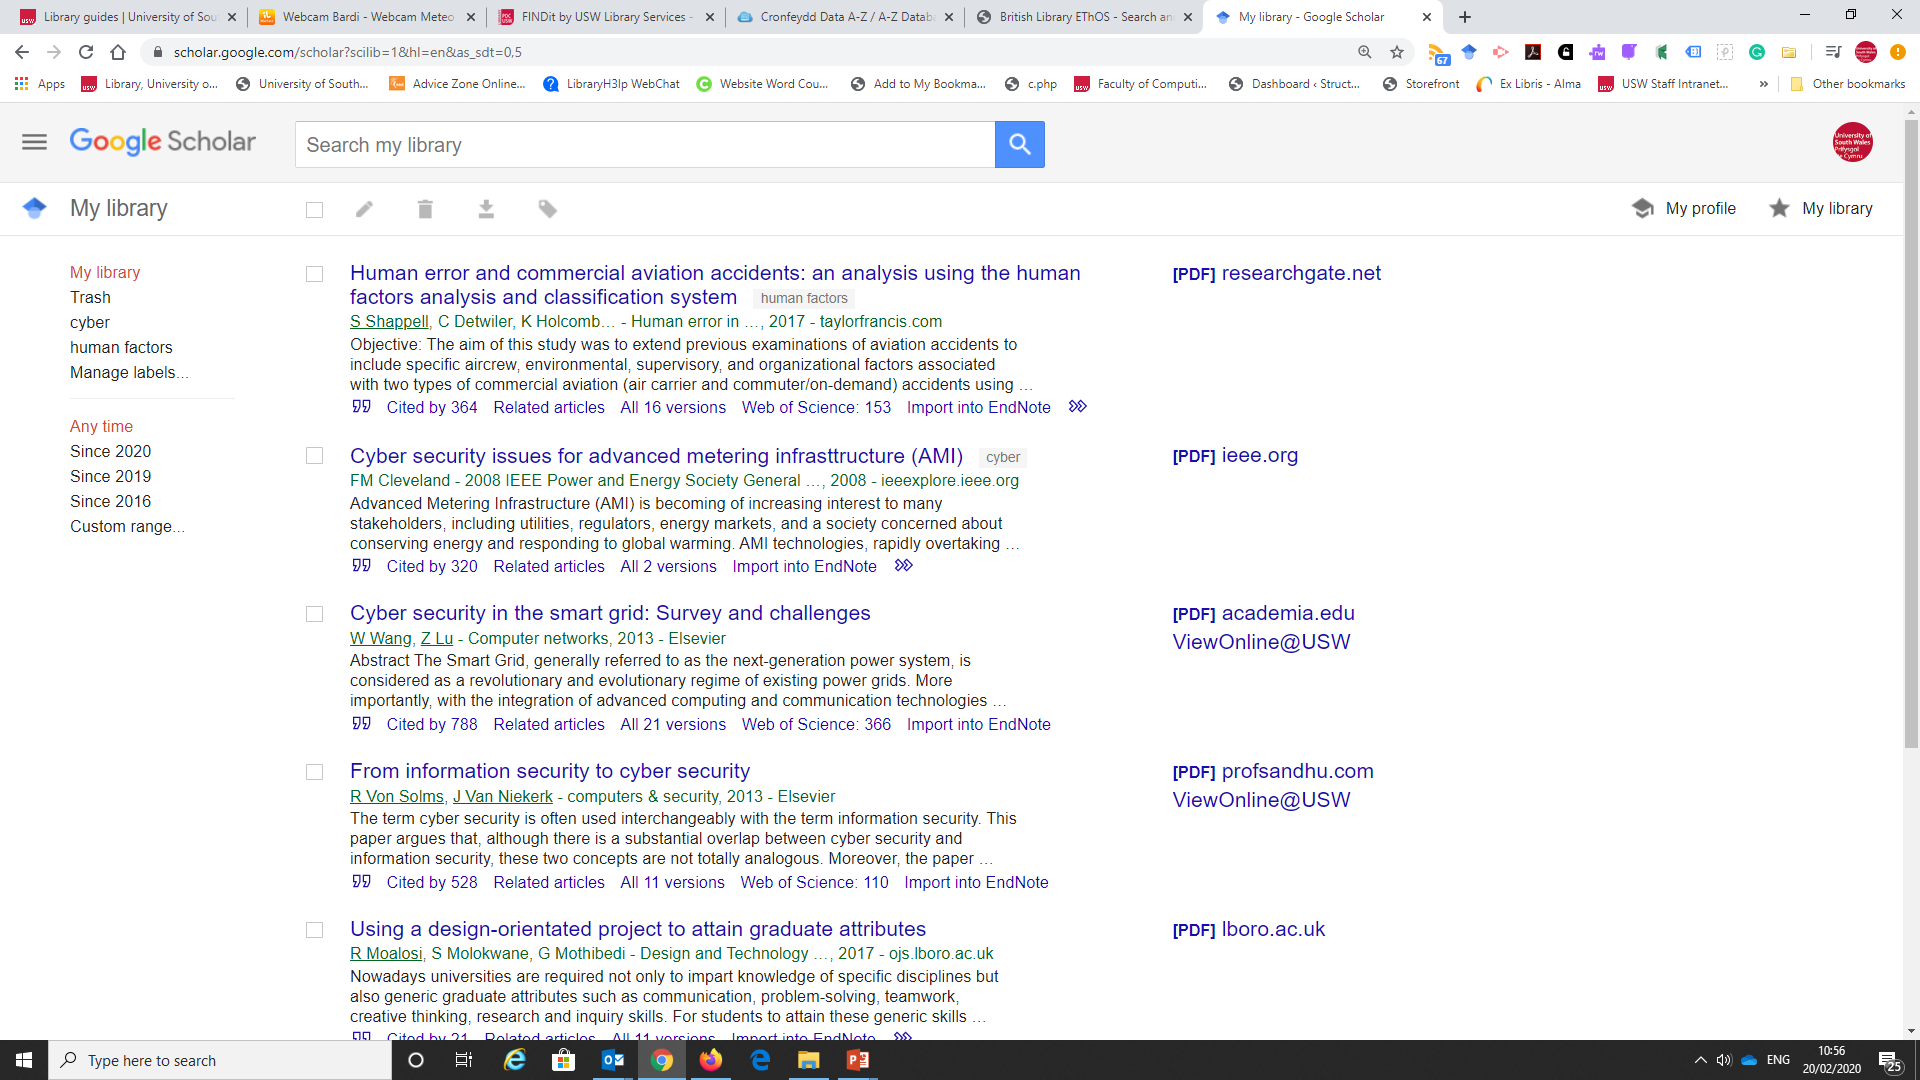 Library guides | University of Sou
Webcam Bardi - Webcam Meteo
FINDit by USW Library Services -
Cronfeydd Data A-Z / A-Z Datab
British Library EThOS - Search an
My library - Google Scholar
scholar.google.com/scholar?scilib=1&hl=en&as_sdt=0,5
67
Apps
Library, University o...
University of South...
Advice Zone Online...
LibraryH3lp WebChat
Website Word Cou...
Add to My Bookma...
c.php
Faculty of Computi...
Dashboard ‹ Struct...
Storefront
Ex Libris - Alma
USW Staff Intranet...
»
Other bookmarks
Google Scholar
Search my library
University of
South Wales
Prifysgol
De Cymru
My library
My profile
My library
My library
Trash
cyber
human factors
Manage labels...
Any time
Since 2020
Since 2019
Since 2016
Custom range...
Human error and commercial aviation accidents: an analysis using the human
factors analysis and classification system human factors
S Shappell, C Detwiler, K Holcomb… - Human error in …, 2017 - taylorfrancis.com
Objective: The aim of this study was to extend previous examinations of aviation accidents to
include specific aircrew, environmental, supervisory, and organizational factors associated
with two types of commercial aviation (air carrier and commuter/on-demand) accidents using …
Cited by 364 Related articles All 16 versions Web of Science: 153 Import into EndNote
[PDF] researchgate.net
Cyber security issues for advanced metering infrasttructure (AMI) cyber
FM Cleveland - 2008 IEEE Power and Energy Society General …, 2008 - ieeexplore.ieee.org
Advanced Metering Infrastructure (AMI) is becoming of increasing interest to many
stakeholders, including utilities, regulators, energy markets, and a society concerned about
conserving energy and responding to global warming. AMI technologies, rapidly overtaking …
Cited by 320 Related articles All 2 versions Import into EndNote
[PDF] ieee.org
Cyber security in the smart grid: Survey and challenges
W Wang, Z Lu - Computer networks, 2013 - Elsevier
Abstract The Smart Grid, generally referred to as the next-generation power system, is
considered as a revolutionary and evolutionary regime of existing power grids. More
importantly, with the integration of advanced computing and communication technologies …
Cited by 788 Related articles All 21 versions Web of Science: 366 Import into EndNote
[PDF] academia.edu
ViewOnline@USW
From information security to cyber security
R Von Solms, J Van Niekerk - computers & security, 2013 - Elsevier
The term cyber security is often used interchangeably with the term information security. This
paper argues that, although there is a substantial overlap between cyber security and
information security, these two concepts are not totally analogous. Moreover, the paper …
Cited by 528 Related articles All 11 versions Web of Science: 110 Import into EndNote
[PDF] profsandhu.com
ViewOnline@USW
Using a design-orientated project to attain graduate attributes
R Moalosi, S Molokwane, G Mothibedi - Design and Technology …, 2017 - ojs.lboro.ac.uk
Nowadays universities are required not only to impart knowledge of specific disciplines but
also generic graduate attributes such as communication, problem-solving, teamwork,
creative thinking, research and inquiry skills. For students to attain these generic skills …
Cited by 21 Related articles All 11 versions Import into EndNote
[PDF] lboro.ac.uk
Type here to search
ENG
10:56
20/02/2020
25